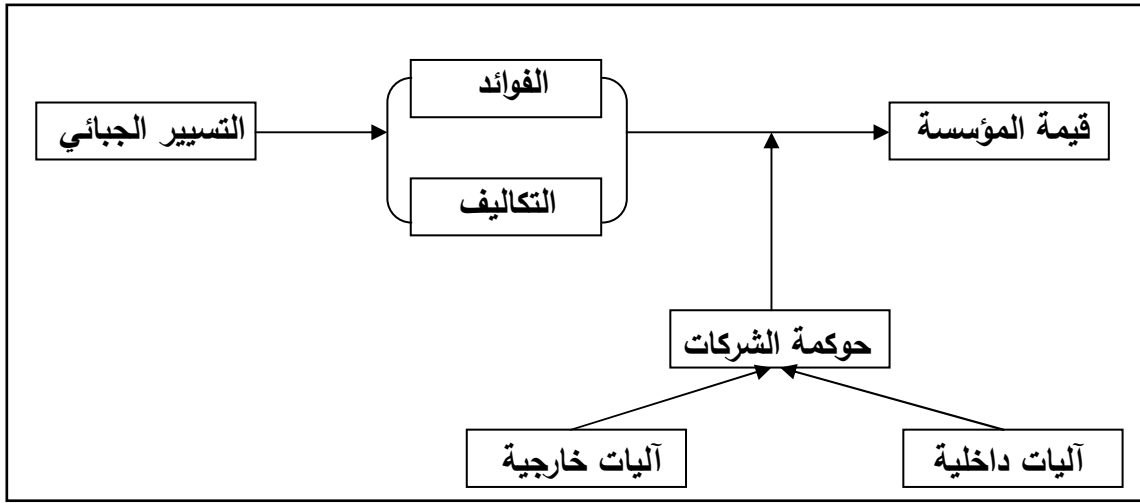 الفوائد
التسيير الجبائي
قيمة المؤسسة
التكاليف
حوكمة الشركات
آليات خارجية
آليات داخلية